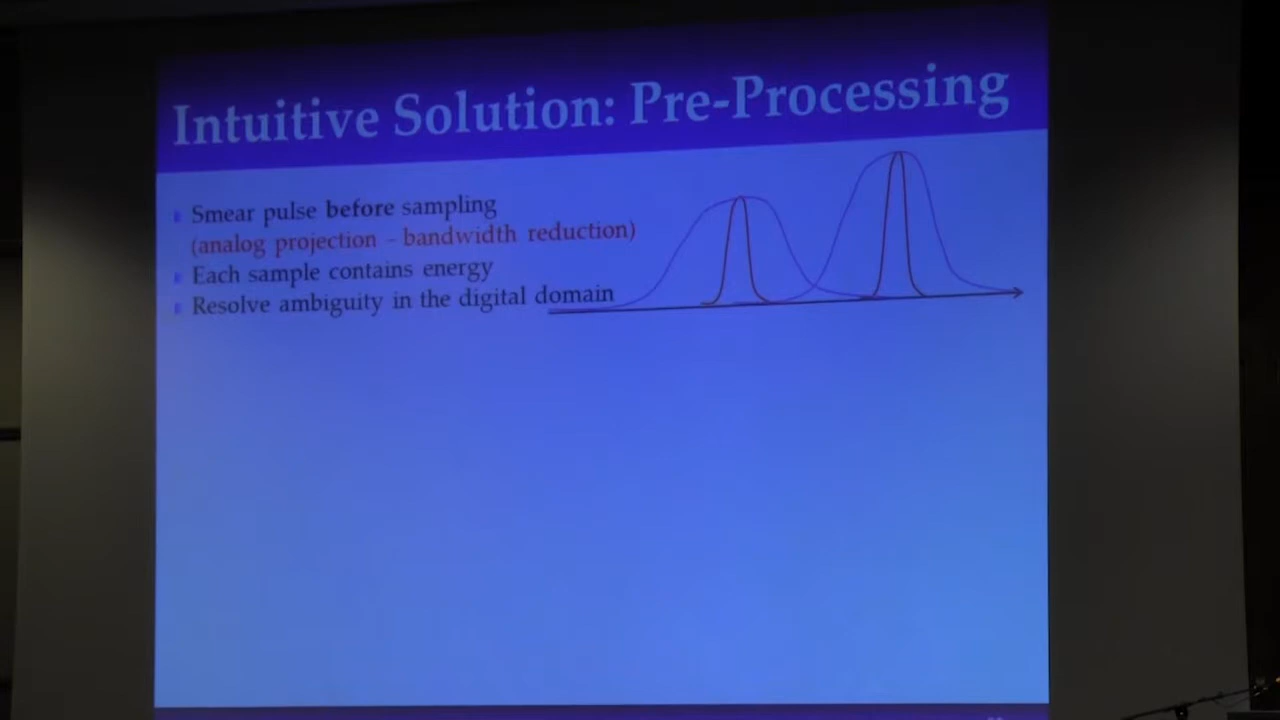 Intuitive Solution: Pre-Processing
Smear pulse before sampling
(analog projection – bandwidth reduction)
Each sample contains energy
Resolve ambiguity in the digital domain